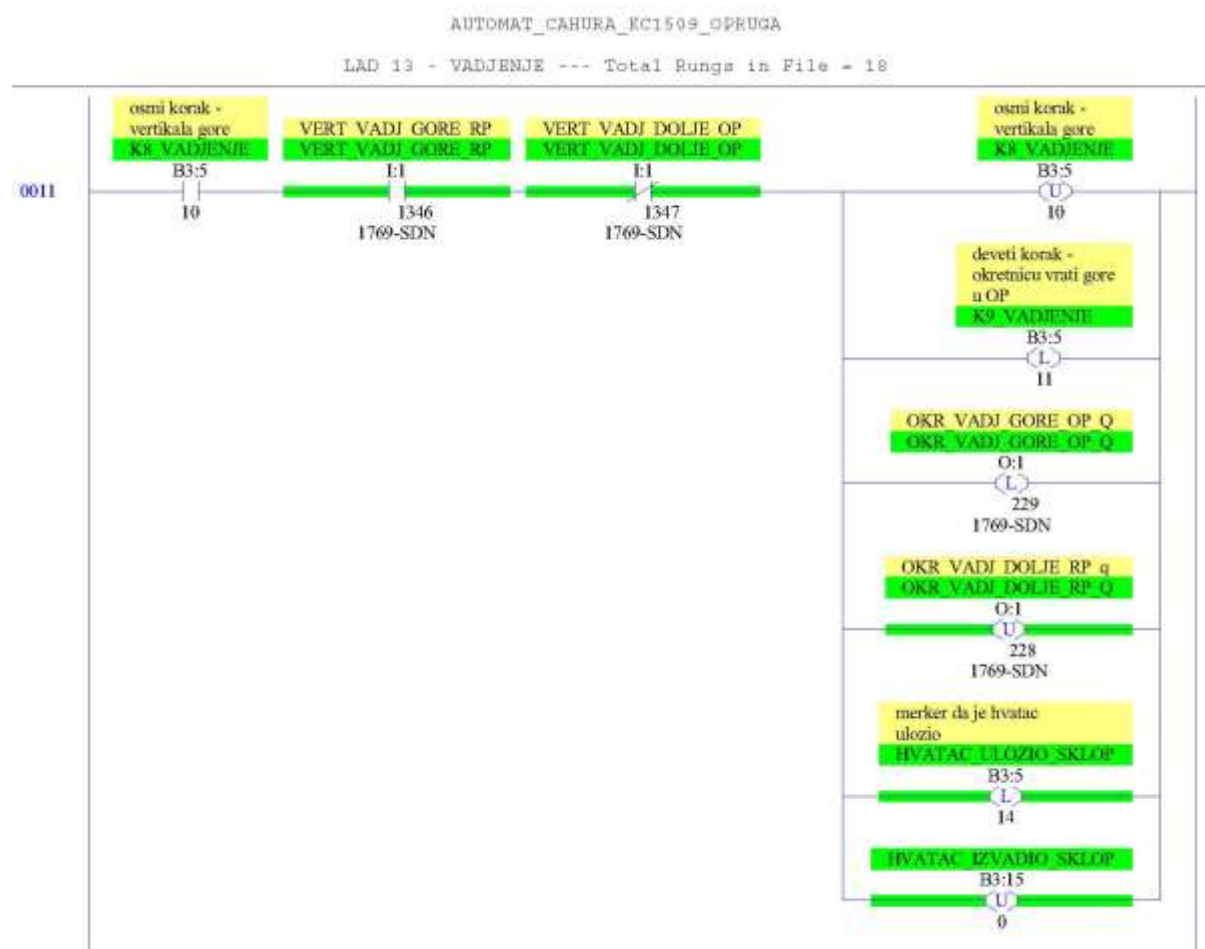 AUTOMAT_CAHURA_KC1509_OPRUGA
LAD 13 - VADJENJE --- Total Rungs in File = 18
osmi korak -
vertikala gore
K8_VADJENJE
B3:5
10
VERT_VADJ_GORE_RP
VERT_VADJ_GORE_RP
I:1
1346
1769-SDN
VERT_VADJ_DOLJE_OP
VERT_VADJ_DOLJE_OP
I:1
1347
1769-SDN
0011
osmi korak -
vertikala gore
K8_VADJENJE
B3:5
U
10
deveti korak -
okretnicu vrati gore
u OP
K9_VADJENJE
B3:5
L
11
OKR_VADJ_GORE_OP_Q
OKR_VADJ_GORE_OP_Q
O:1
L
229
1769-SDN
OKR_VADJ_DOLJE_RP_q
OKR_VADJ_DOLJE_RP_Q
O:1
U
228
1769-SDN
merker da je hvatac
ulozio
HVATAC_ULOZIO_SKLOP
B3:5
L
14
HVATAC_IZVADIO_SKLOP
B3:15
U
0